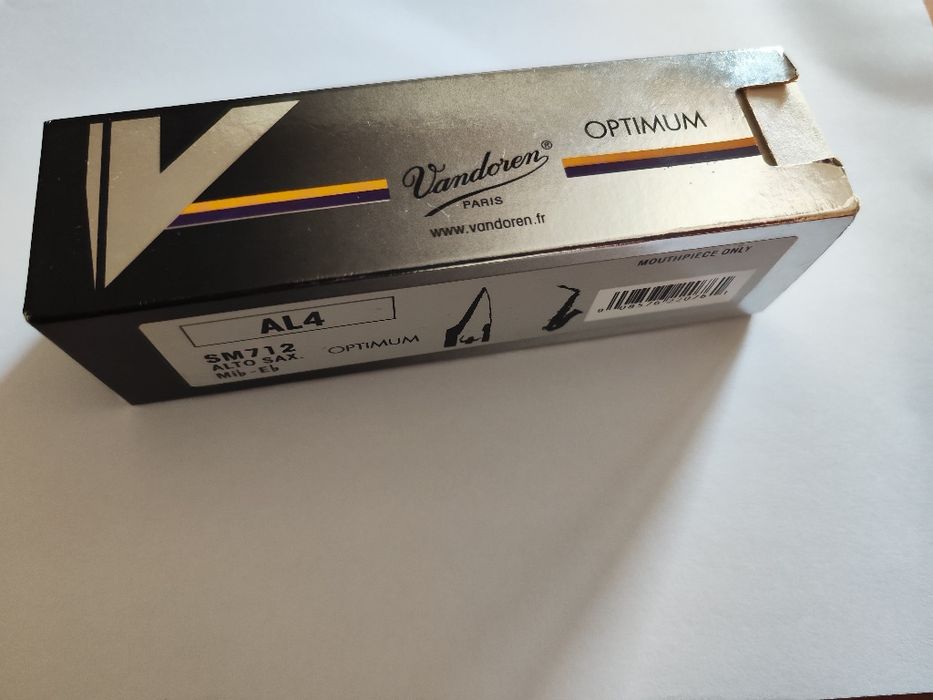 OPTIMUM
Vandoren®
PARIS
www.vandoren.fr
MOUTHPIECE ONLY
AL4
SM712
ALTO SAX.
Mib - Eb
OPTIMUM